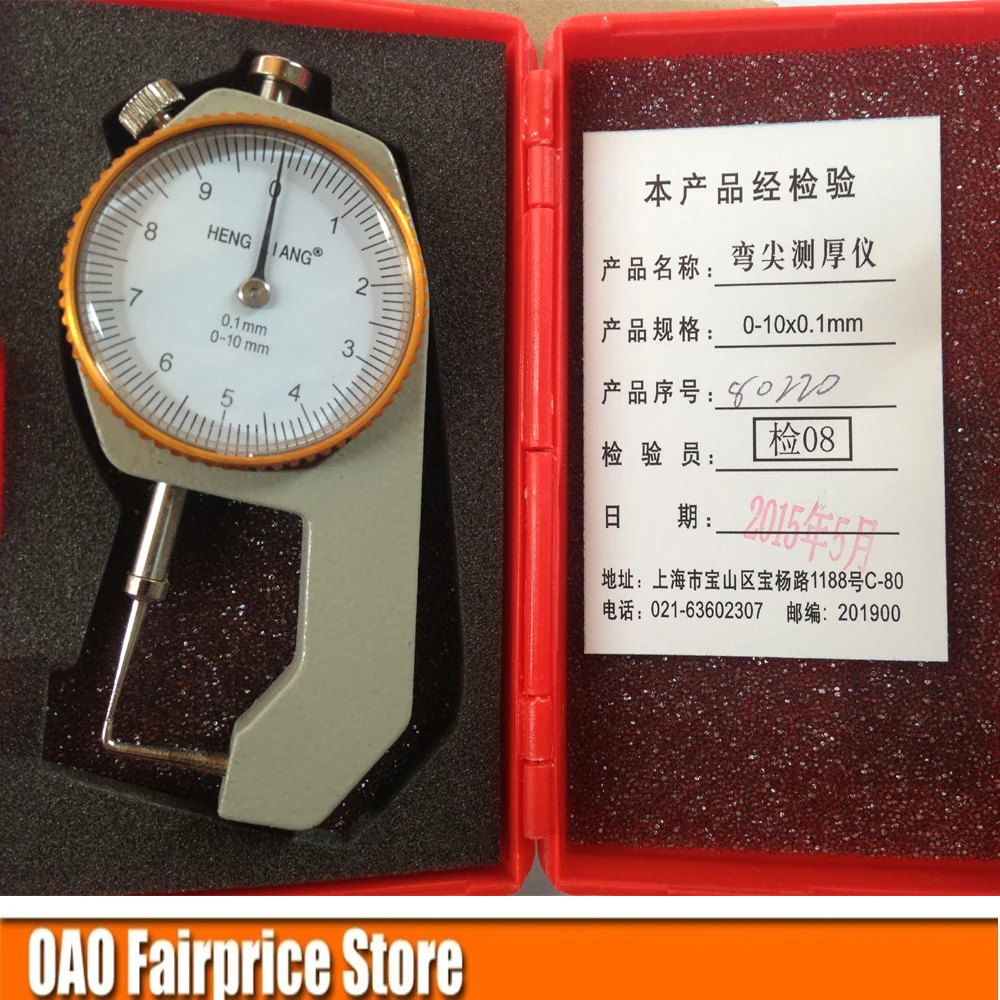 9
0
1
8
HENG IANG®
2
7
0.1mm
0-10 mm
3
6
5
4
本产品经检验
产品名称: 弯尖测厚仪
产品规格: 0-10x0.1mm
产品序号: 80220
检验员: 检08
日期: 2015年5月
地址: 上海市宝山区宝杨路1188号C-80
电话: 021-63602307 邮编: 201900
OAO Fairprice Store